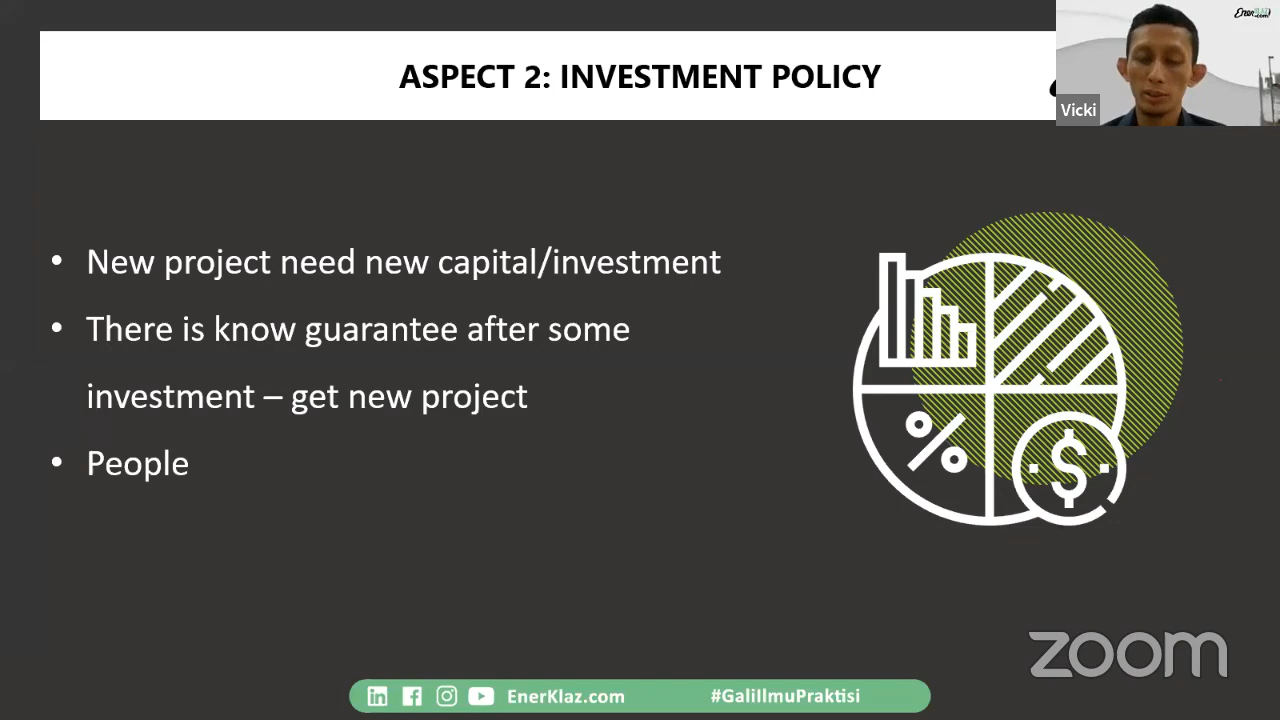 ASPECT 2: INVESTMENT POLICY
Vicki
• New project need new capital/investment
• There is know guarantee after some
investment – get new project
• People
%
$
zoom
in EnerKlaz.com #GaliIlmuPraktisi